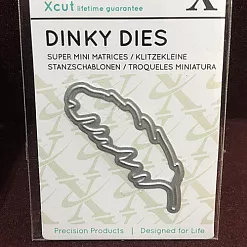 Xcut lifetime guarantee
X
DINKY DIES
SUPER MINI MATRICES / KLITZEKLEINE
STANZSCHABLONEN / TROQUELES MINIATURA
Precision Products | Designed for Life